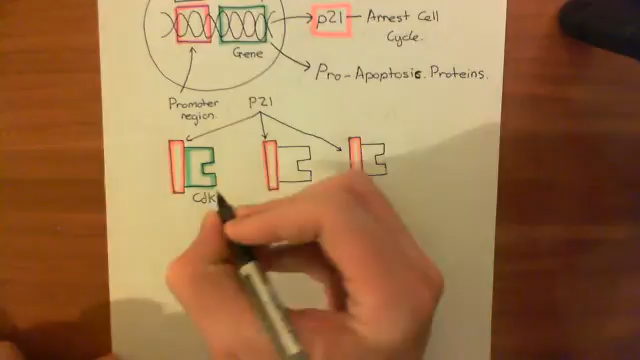 p21 — Arrest Cell
Cycle.
Gene
Pro-Apoptosis. Proteins.
Promoter
region.
P21
Cdk